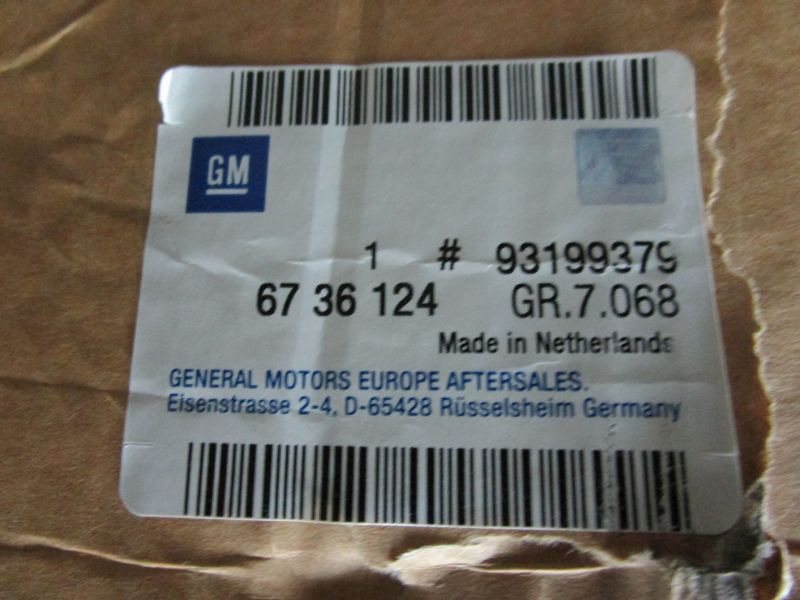 GM
1 # 93199379
67 36 124 GR.7.068
Made in Netherlands
GENERAL MOTORS EUROPE AFTERSALES.
Eisenstrasse 2-4, D-65428 Rüsselsheim Germany